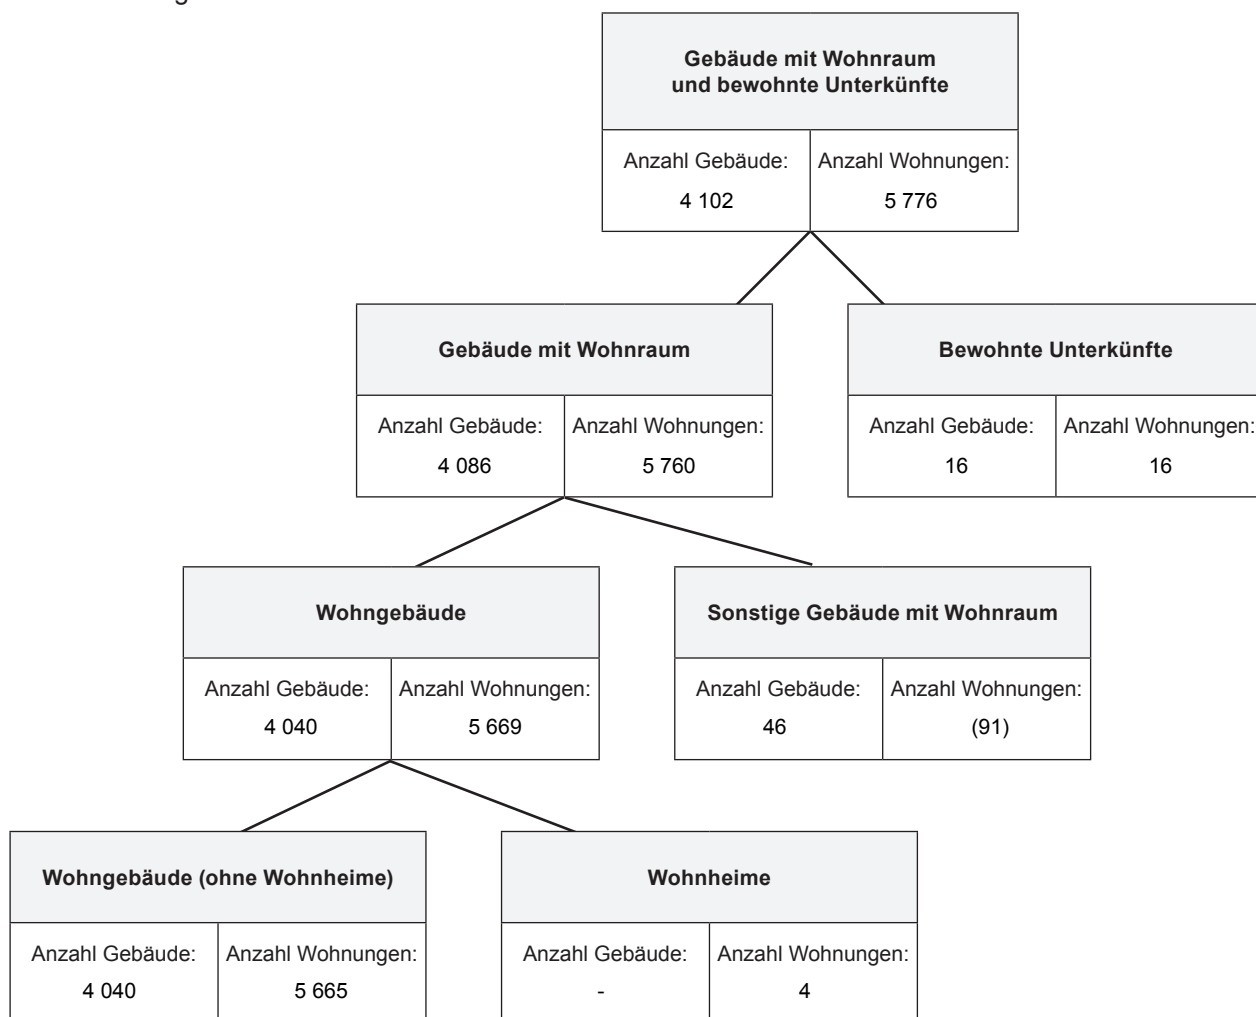 Gebäude mit Wohnraum
und bewohnte Unterkünfte
Anzahl Gebäude: Anzahl Wohnungen:
4 102 5 776
Gebäude mit Wohnraum
Anzahl Gebäude: Anzahl Wohnungen:
4 086 5 760
Bewohnte Unterkünfte
Anzahl Gebäude: Anzahl Wohnungen:
16 16
Wohngebäude
Anzahl Gebäude: Anzahl Wohnungen:
4 040 5 669
Sonstige Gebäude mit Wohnraum
Anzahl Gebäude: Anzahl Wohnungen:
46 (91)
Wohngebäude (ohne Wohnheime)
Anzahl Gebäude: Anzahl Wohnungen:
4 040 5 665
Wohnheime
Anzahl Gebäude: Anzahl Wohnungen:
- 4